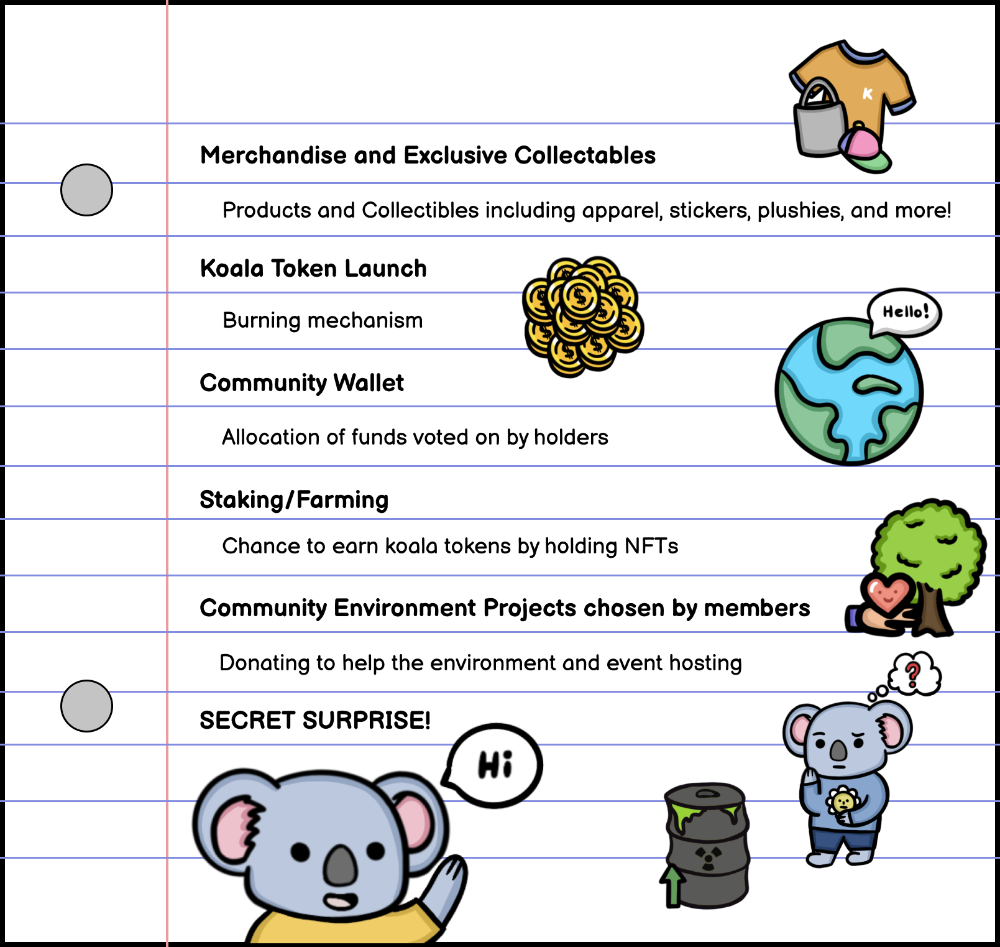 K
Merchandise and Exclusive Collectables
Products and Collectibles including apparel, stickers, plushies, and more!
Koala Token Launch
Burning mechanism
Hello!
Community Wallet
Allocation of funds voted on by holders
Staking/Farming
Chance to earn koala tokens by holding NFTs
Community Environment Projects chosen by members
Donating to help the environment and event hosting
?
SECRET SURPRISE!
Hi